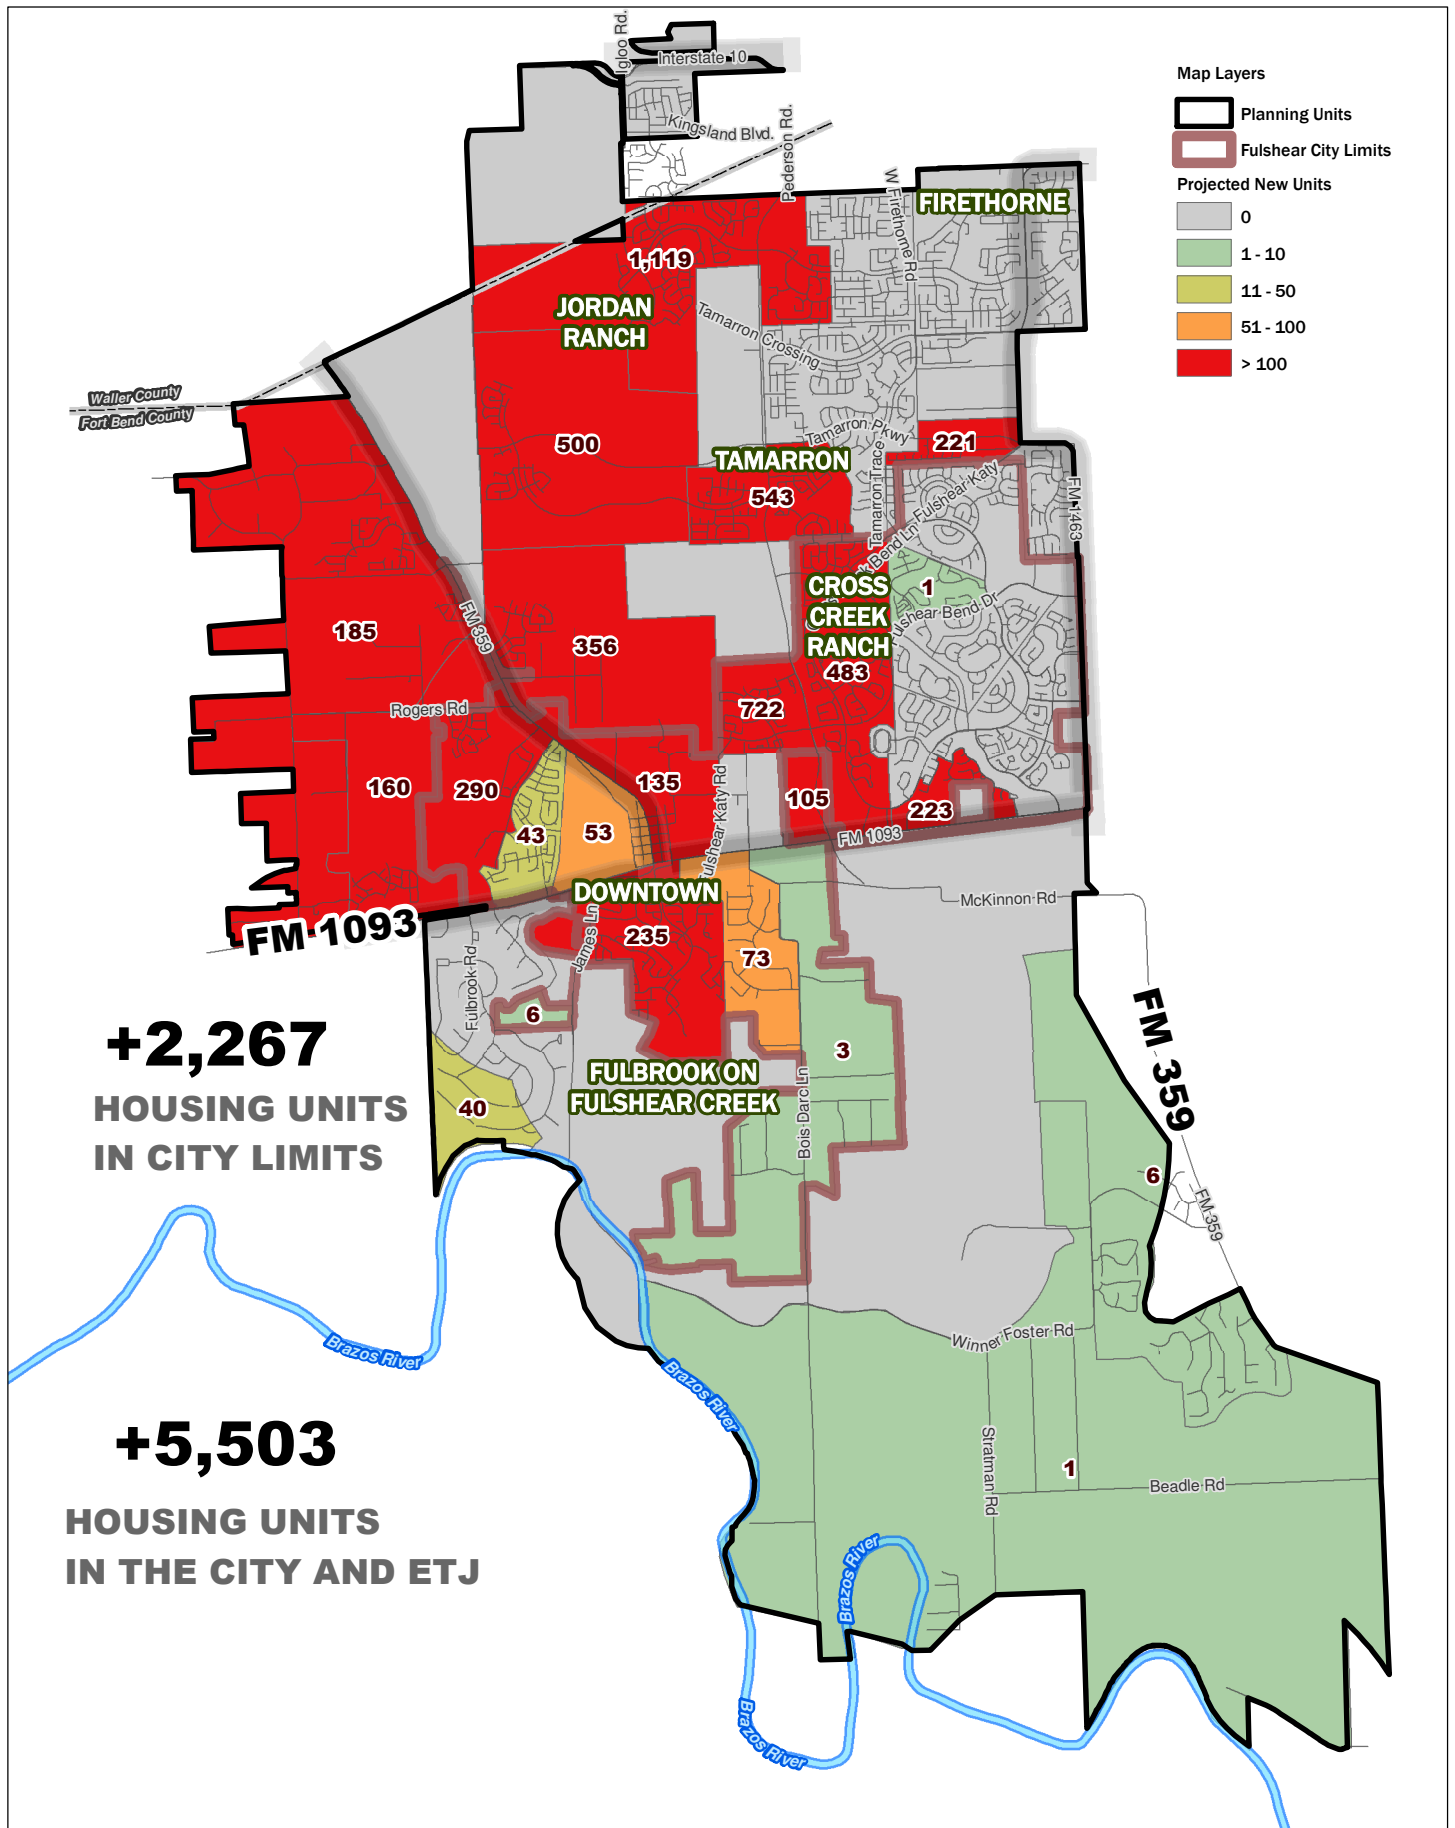 Igloo Rd.
Interstate 10
Kingsland Blvd.
Pederson Rd.
W Firethorne Rd
FIRETHORNE
Map Layers
Planning Units
Fulshear City Limits
Projected New Units
0
1 - 10
11 - 50
51 - 100
> 100
1,119
JORDAN
RANCH
Tamarron Crossing
Waller County
Fort Bend County
500
Tamarron Pkwy
221
TAMARRON
543
Tamarron Trace
Fulshear Katy
FM 1463
Bend Ln
CROSS
CREEK
RANCH
1
Fulshear Bend Dr
483
185
FM 359
356
Rogers Rd
722
160
290
135
105
Fulshear Katy Rd
223
43
53
FM 1093
DOWNTOWN
McKinnon Rd
FM 1093
James Ln
235
Fulbrook Rd
73
6
3
FM 359
+2,267
HOUSING UNITS
IN CITY LIMITS
FULBROOK ON
FULSHEAR CREEK
40
Bois Darc Ln
6
FM 359
Brazos River
Winner Foster Rd
Brazos River
+5,503
HOUSING UNITS
IN THE CITY AND ETJ
Stratman Rd
1
Beadle Rd
Brazos River
Brazos River